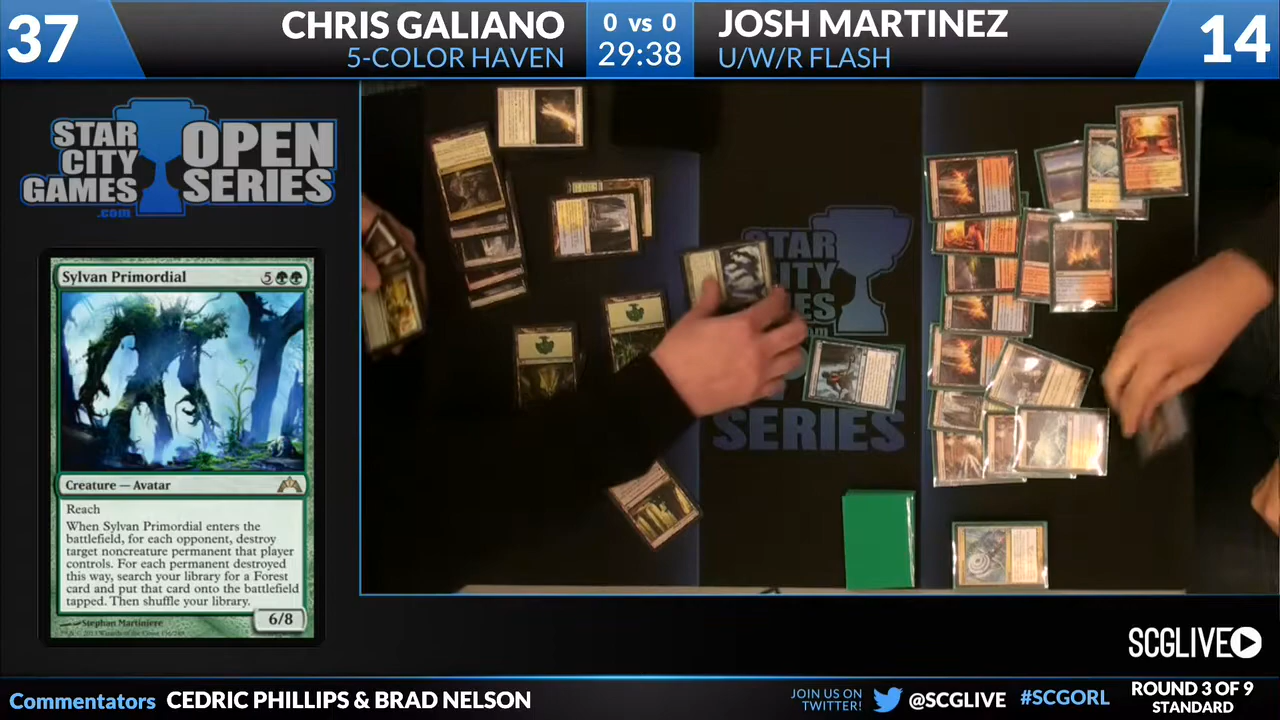 37
CHRIS GALIANO
5-COLOR HAVEN
0 vs 0
29:38
JOSH MARTINEZ
U/W/R FLASH
14
STAR
CITY
GAMES
.com
OPEN
SERIES
Sylvan Primordial 5
Creature — Avatar
Reach
When Sylvan Primordial enters the
battlefield, for each opponent, destroy
target noncreature permanent that player
controls. For each permanent destroyed
this way, search your library for a Forest
card and put that card onto the battlefield
tapped. Then shuffle your library.
6/8
Stephan Martiniere
STAR
CITY
SERIES
SCGLIVE
Commentators CEDRIC PHILLIPS & BRAD NELSON
JOIN US ON
TWITTER!
@SCGLIVE
#SCGORL
ROUND 3 OF 9
STANDARD